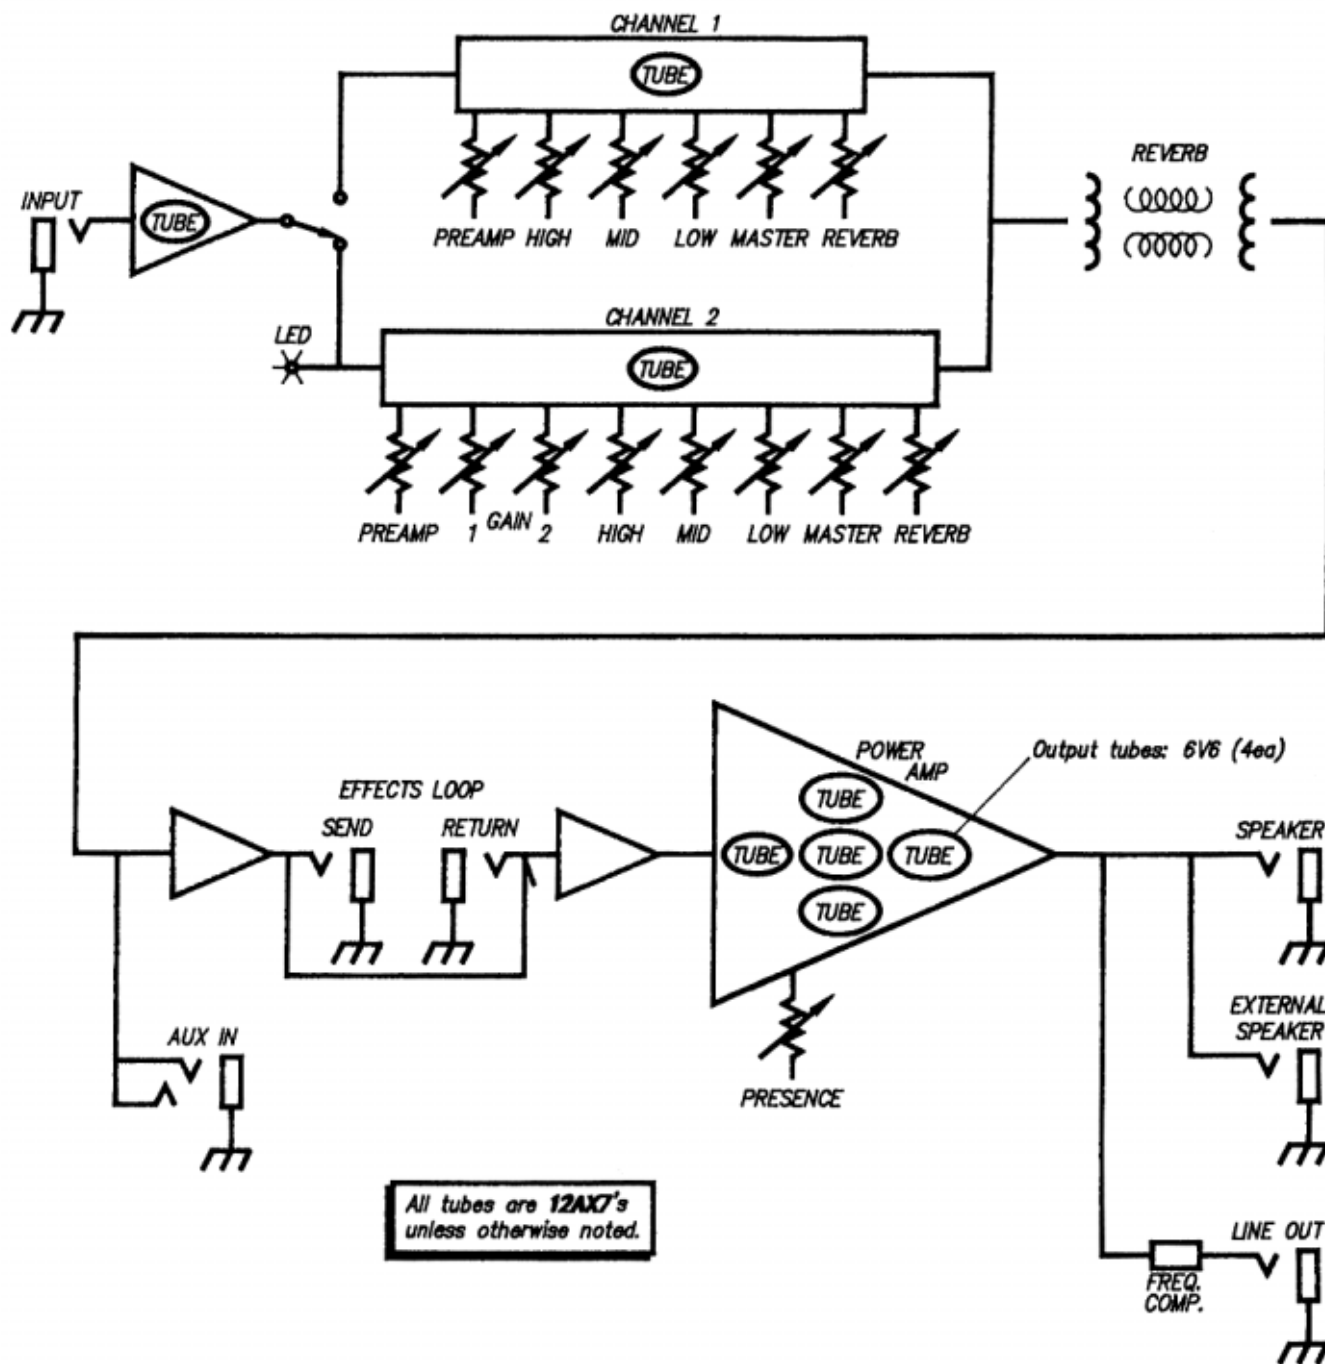 CHANNEL 1
TUBE
REVERB
INPUT
TUBE
PREAMP HIGH MID LOW MASTER REVERB
LED
CHANNEL 2
TUBE
PREAMP 1 GAIN 2 HIGH MID LOW MASTER REVERB
POWER
AMP
Output tubes: 6V6 (4ea)
EFFECTS LOOP
SEND
RETURN
TUBE
TUBE
TUBE
TUBE
TUBE
SPEAKER
AUX IN
EXTERNAL
SPEAKER
PRESENCE
All tubes are 12AX7's
unless otherwise noted.
LINE OUT
FREQ.
COMP.